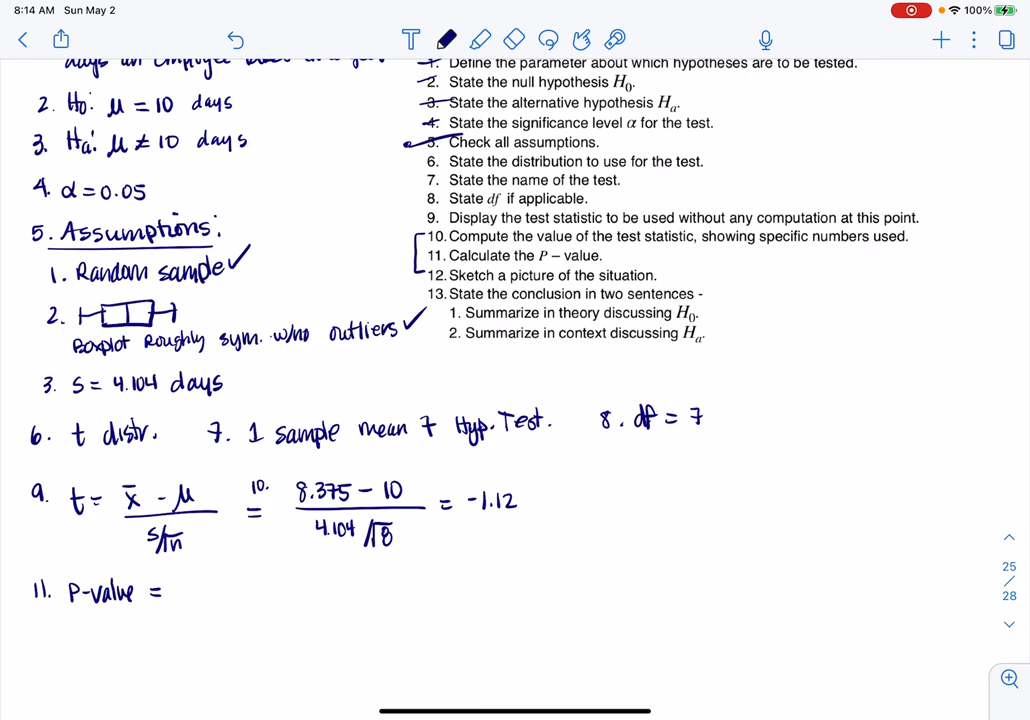 8:14 AM Sun May 2
100%
days an employee
2. Ho: μ = 10 days
3. Ha: μ ≠ 10 days
4. α = 0.05
5. Assumptions:
1. Random sample ✓
2.
Boxplot Roughly sym. w/no outliers ✓
3. s = 4.104 days
6. t distr. 7. 1 sample mean t Hyp. Test. 8. df = 7
9. t = x̄ - μ / s/√n 10. = 8.375 - 10 / 4.104/√8 = -1.12
11. P-value =
1. Define the parameter about which hypotheses are to be tested.
2. State the null hypothesis H₀.
3. State the alternative hypothesis Hₐ.
4. State the significance level α for the test.
5. Check all assumptions.
6. State the distribution to use for the test.
7. State the name of the test.
8. State df if applicable.
9. Display the test statistic to be used without any computation at this point.
10. Compute the value of the test statistic, showing specific numbers used.
11. Calculate the P – value.
12. Sketch a picture of the situation.
13. State the conclusion in two sentences -
1. Summarize in theory discussing H₀.
2. Summarize in context discussing Hₐ.
25
/
28